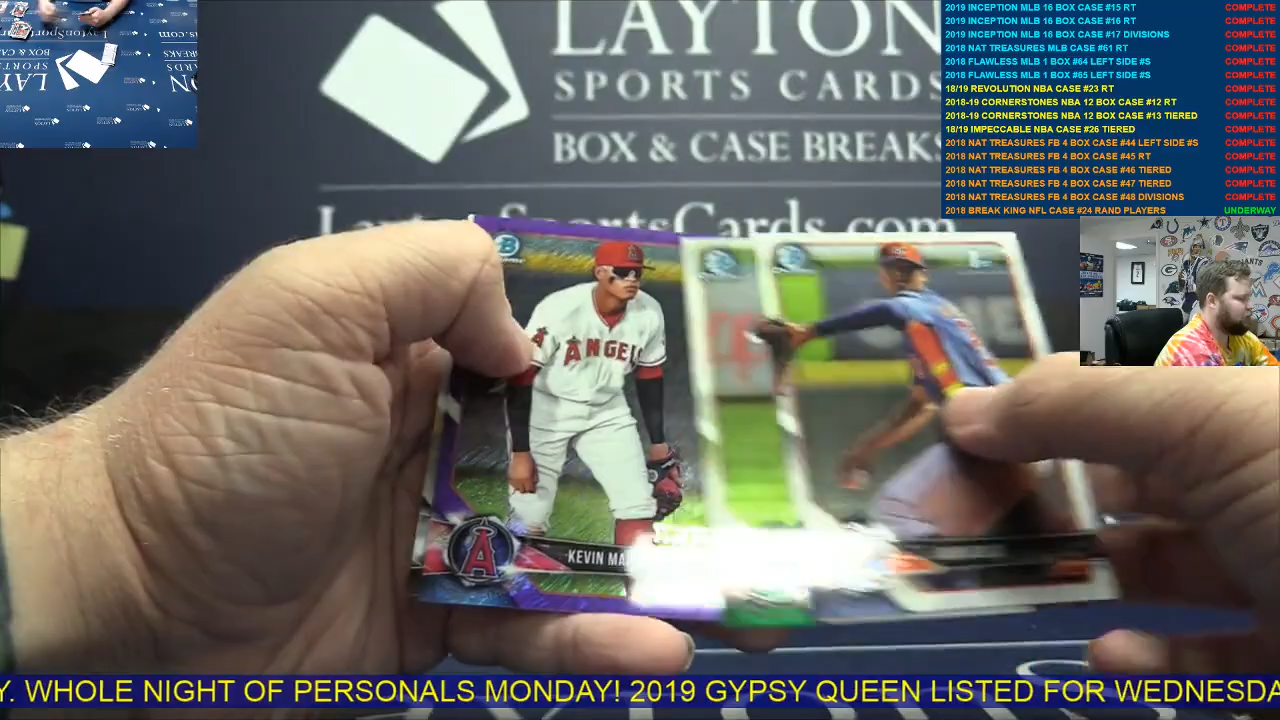 LAYTON
SPORTS CARDS
BOX & CASE BREAKS
LaytonSportsCards.com
2019 INCEPTION MLB 16 BOX CASE #15 RT COMPLETE
2019 INCEPTION MLB 16 BOX CASE #16 RT COMPLETE
2019 INCEPTION MLB 16 BOX CASE #17 DIVISIONS COMPLETE
2018 NAT TREASURES MLB CASE #61 RT COMPLETE
2018 FLAWLESS MLB 1 BOX #64 LEFT SIDE #S COMPLETE
2018 FLAWLESS MLB 1 BOX #65 LEFT SIDE #S COMPLETE
18/19 REVOLUTION NBA CASE #23 RT COMPLETE
2018-19 CORNERSTONES NBA 12 BOX CASE #12 RT COMPLETE
2018-19 CORNERSTONES NBA 12 BOX CASE #13 TIERED COMPLETE
18/19 IMPECCABLE NBA CASE #26 TIERED COMPLETE
2018 NAT TREASURES FB 4 BOX CASE #44 LEFT SIDE #S COMPLETE
2018 NAT TREASURES FB 4 BOX CASE #45 RT COMPLETE
2018 NAT TREASURES FB 4 BOX CASE #46 TIERED COMPLETE
2018 NAT TREASURES FB 4 BOX CASE #47 TIERED COMPLETE
2018 NAT TREASURES FB 4 BOX CASE #48 DIVISIONS COMPLETE
2018 BREAK KING NFL CASE #24 RAND PLAYERS UNDERWAY
ANGEL
KEVIN MA
Y. WHOLE NIGHT OF PERSONALS MONDAY! 2019 GYPSY QUEEN LISTED FOR WEDNESDA